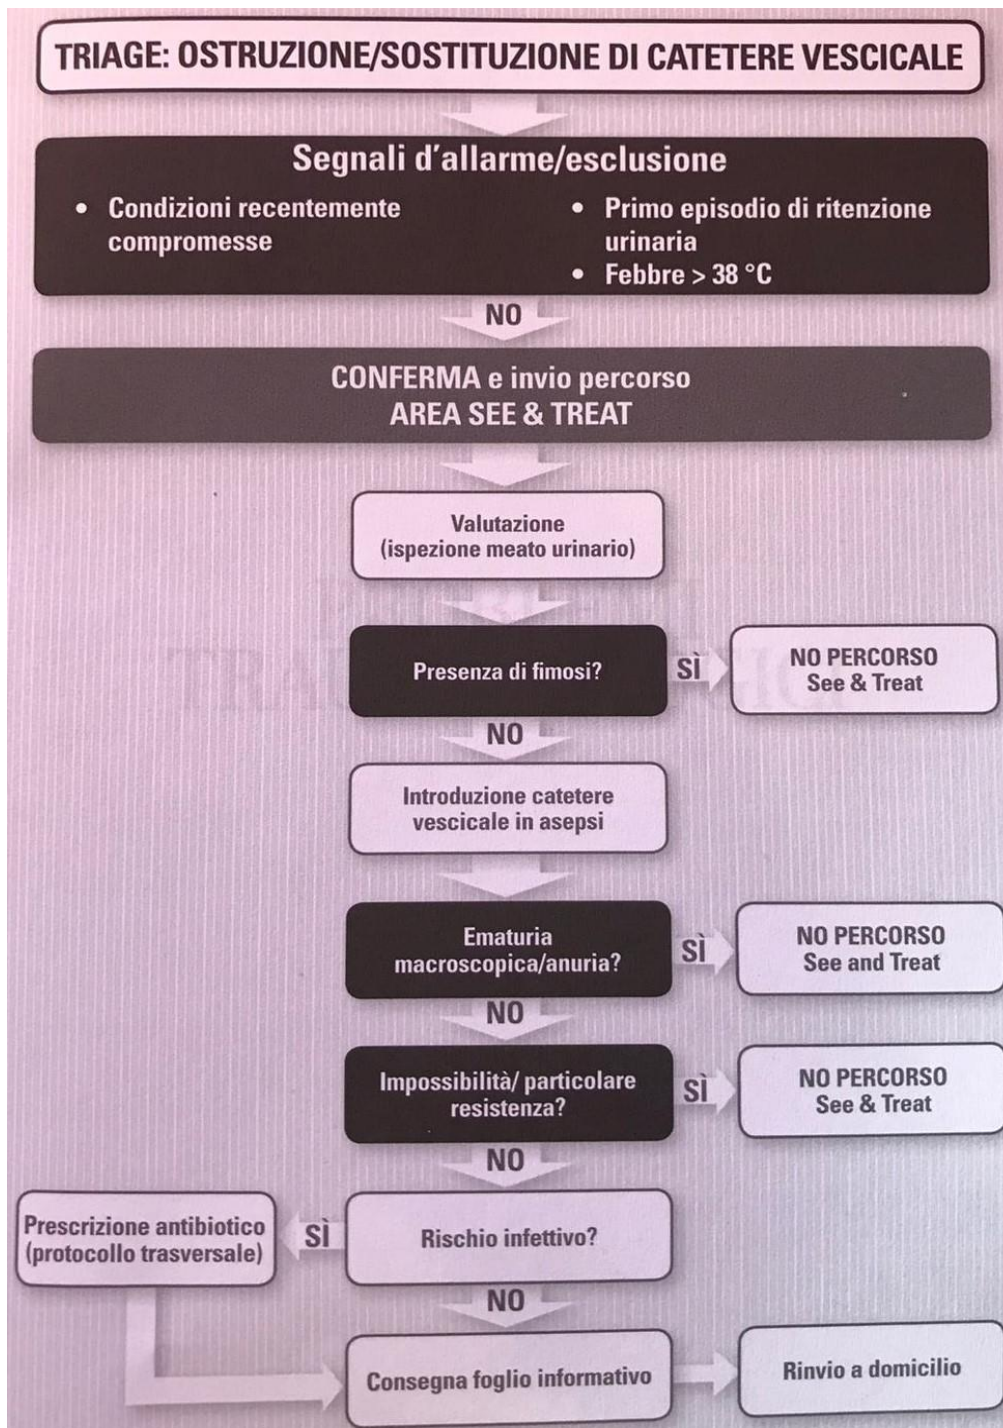 TRIAGE: OSTRUZIONE/SOSTITUZIONE DI CATETERE VESCICALE
Segnali d'allarme/esclusione
• Condizioni recentemente
compromesse
• Primo episodio di ritenzione
urinaria
• Febbre > 38 °C
NO
CONFERMA e invio percorso
AREA SEE & TREAT
Valutazione
(ispezione meato urinario)
Presenza di fimosi?
SÌ
NO PERCORSO
See & Treat
NO
Introduzione catetere
vescicale in asepsi
Ematuria
macroscopica/anuria?
SÌ
NO PERCORSO
See and Treat
NO
Impossibilità/ particolare
resistenza?
SÌ
NO PERCORSO
See & Treat
NO
Rischio infettivo?
SÌ
Prescrizione antibiotico
(protocollo trasversale)
NO
Consegna foglio informativo
Rinvio a domicilio